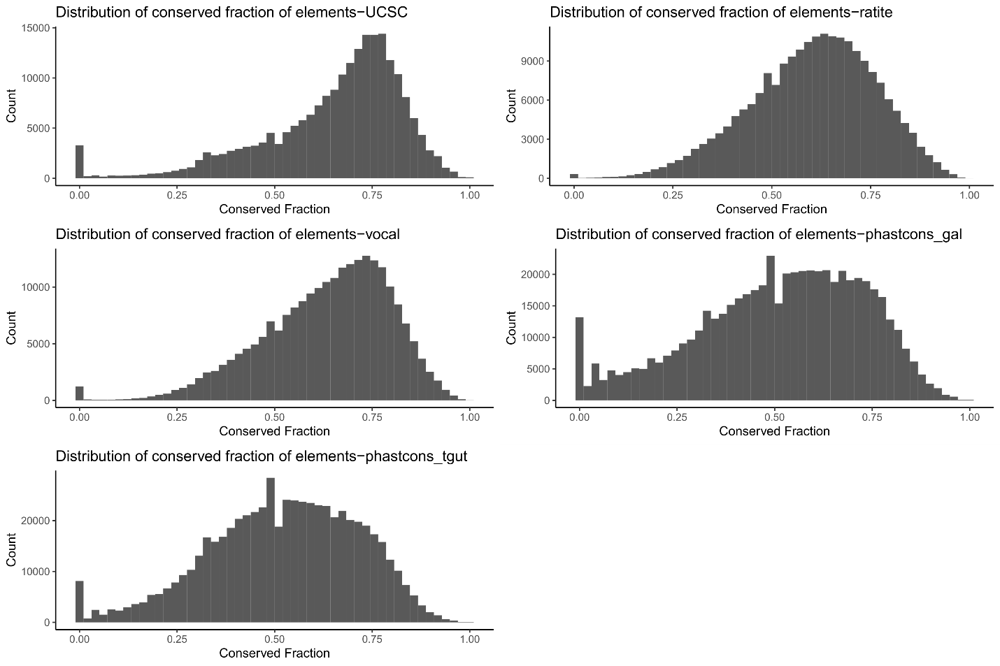 Distribution of conserved fraction of elements−UCSC
15000
10000
5000
0
Count
0.00 0.25 0.50 0.75 1.00
Conserved Fraction
Distribution of conserved fraction of elements−ratite
9000
6000
3000
0
Count
0.00 0.25 0.50 0.75 1.00
Conserved Fraction
Distribution of conserved fraction of elements−vocal
10000
5000
0
Count
0.00 0.25 0.50 0.75 1.00
Conserved Fraction
Distribution of conserved fraction of elements−phastcons_gal
20000
15000
10000
5000
0
Count
0.00 0.25 0.50 0.75 1.00
Conserved Fraction
Distribution of conserved fraction of elements−phastcons_tgut
20000
10000
0
Count
0.00 0.25 0.50 0.75 1.00
Conserved Fraction